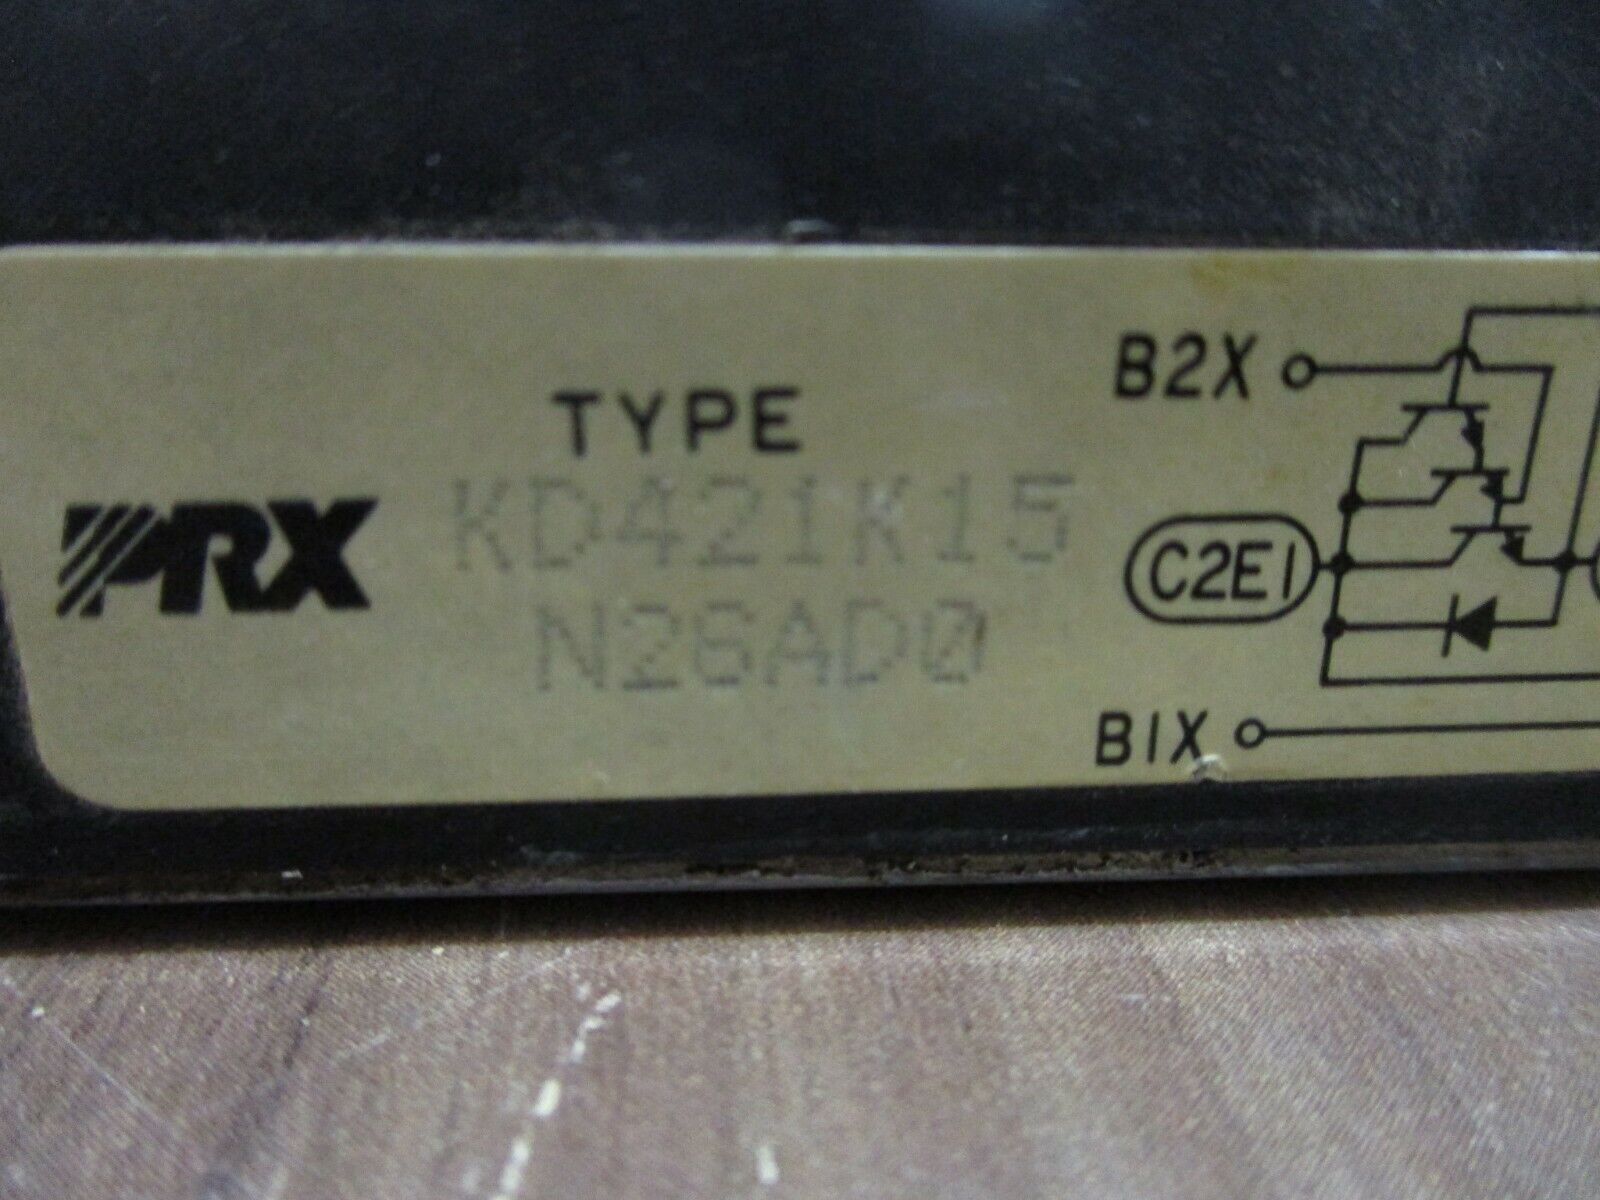 TYPE
PRX KD421K15
N26AD0
B2X
C2E1
B1X